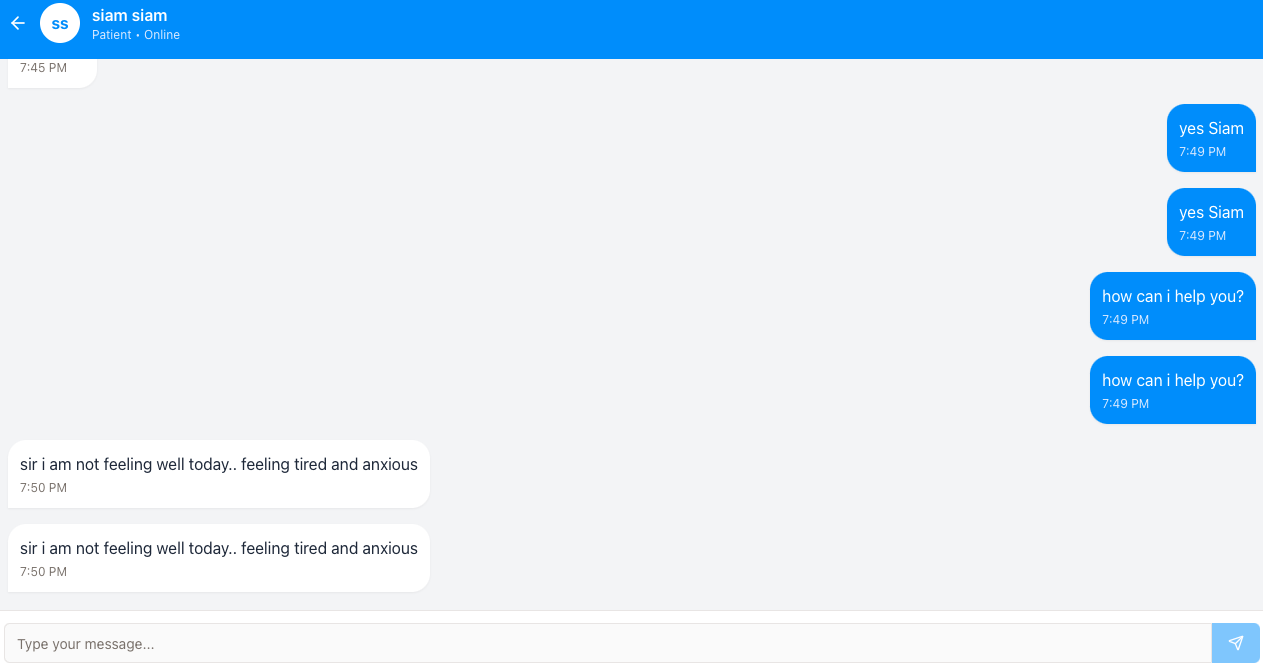 ss
siam siam
Patient • Online
7:45 PM
yes Siam
7:49 PM
yes Siam
7:49 PM
how can i help you?
7:49 PM
how can i help you?
7:49 PM
sir i am not feeling well today.. feeling tired and anxious
7:50 PM
sir i am not feeling well today.. feeling tired and anxious
7:50 PM
Type your message...